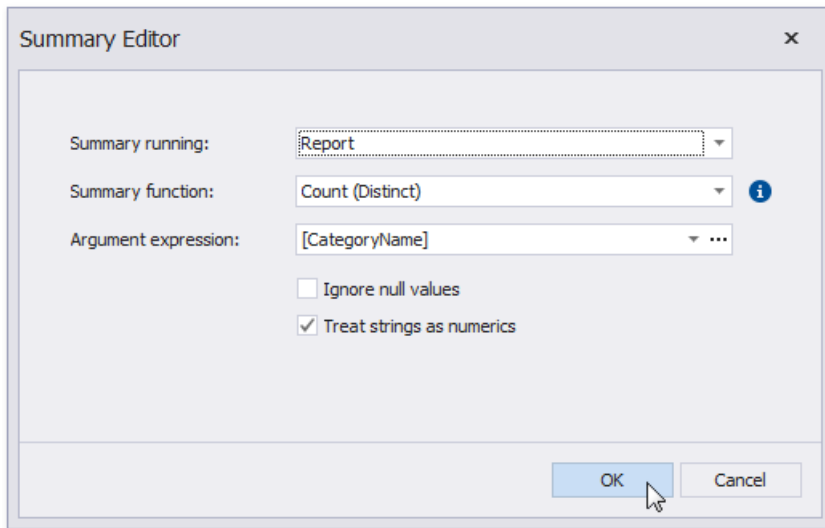 Summary Editor
Summary running: Report
Summary function: Count (Distinct)
Argument expression: [CategoryName]
Ignore null values
Treat strings as numerics
OK Cancel